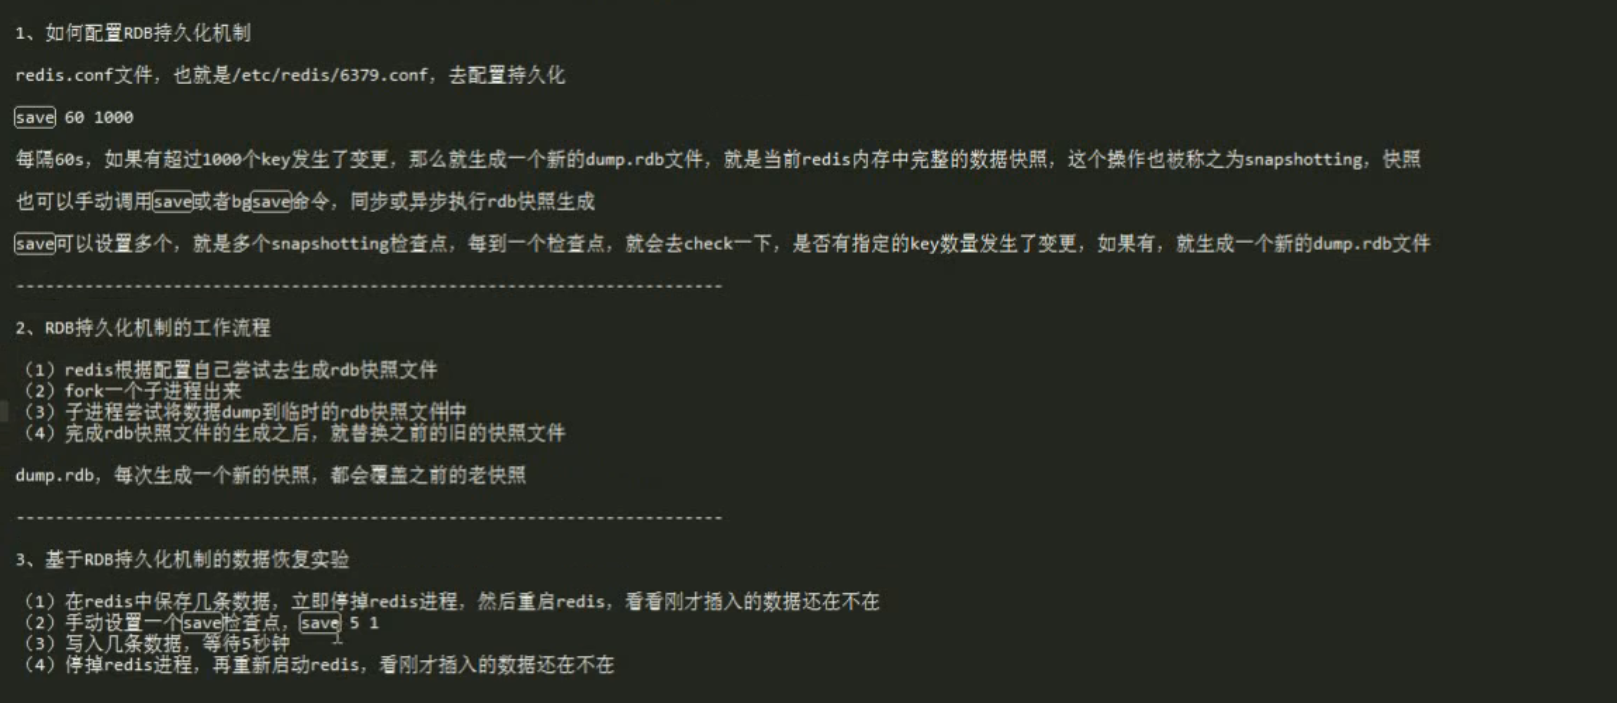 1、如何配置RDB持久化机制
redis.conf文件，也就是/etc/redis/6379.conf，去配置持久化
save 60 1000
每隔60s，如果有超过1000个key发生了变更，那么就生成一个新的dump.rdb文件，就是当前redis内存中完整的数据快照，这个操作也被称之为snapshotting，快照
也可以手动调用save或者bgsave命令，同步或异步执行rdb快照生成
save可以设置多个，就是多个snapshotting检查点，每到一个检查点，就会去check一下，是否有指定的key数量发生了变更，如果有，就生成一个新的dump.rdb文件
------------------------------------------------------------------------
2、RDB持久化机制的工作流程
（1）redis根据配置自己尝试去生成rdb快照文件
（2）fork一个子进程出来
（3）子进程尝试将数据dump到临时的rdb快照文件中
（4）完成rdb快照文件的生成之后，就替换之前的旧的快照文件
dump.rdb，每次生成一个新的快照，都会覆盖之前的老快照
------------------------------------------------------------------------
3、基于RDB持久化机制的数据恢复实验
（1）在redis中保存几条数据，立即停掉redis进程，然后重启redis，看看刚才插入的数据还在不在
（2）手动设置一个save检查点，save 5 1
（3）写入几条数据，等待5秒钟
（4）停掉redis进程，再重新启动redis，看刚才插入的数据还在不在